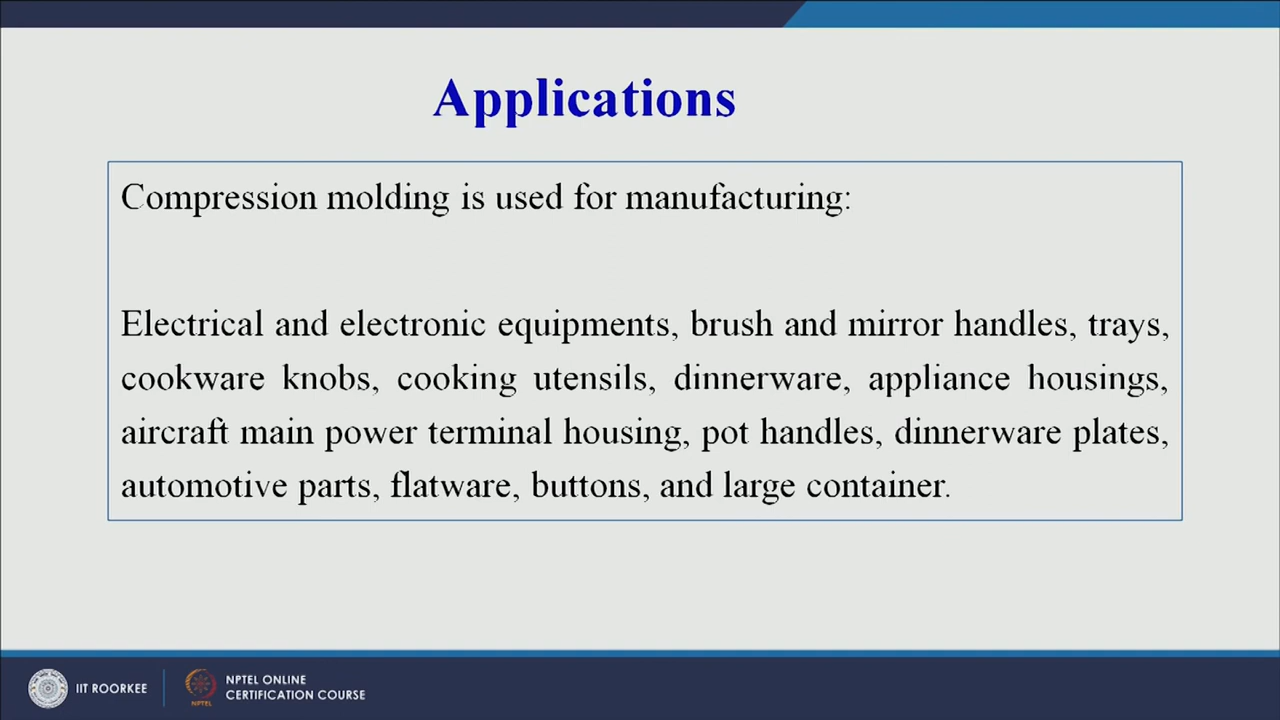 Applications
Compression molding is used for manufacturing:
Electrical and electronic equipments, brush and mirror handles, trays,
cookware knobs, cooking utensils, dinnerware, appliance housings,
aircraft main power terminal housing, pot handles, dinnerware plates,
automotive parts, flatware, buttons, and large container.
IIT ROORKEE
NPTEL
NPTEL ONLINE
CERTIFICATION COURSE